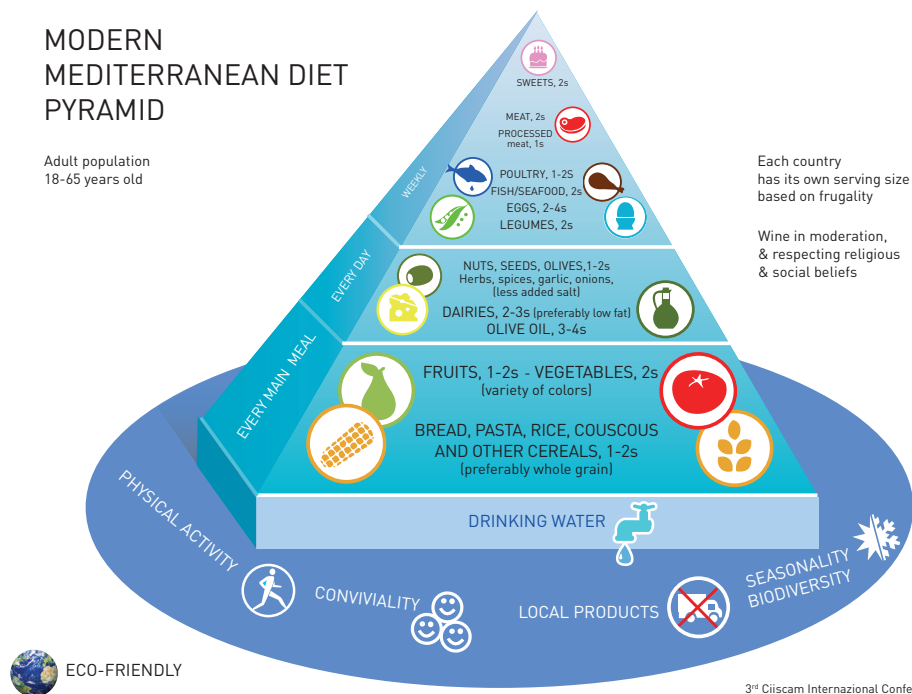 MODERN
MEDITERRANEAN DIET
PYRAMID
Adult population
18-65 years old
SWEETS, 2s
MEAT, 2s
PROCESSED
meat, 1s
WEEKLY
POULTRY, 1-2S
FISH/SEAFOOD, 2s
EGGS, 2-4s
LEGUMES, 2s
Each country
has its own serving size
based on frugality
Wine in moderation,
& respecting religious
& social beliefs
EVERY DAY
NUTS, SEEDS, OLIVES,1-2s
Herbs, spices, garlic, onions,
(less added salt)
DAIRIES, 2-3s (preferably low fat)
OLIVE OIL, 3-4s
EVERY MAIN MEAL
FRUITS, 1-2s - VEGETABLES, 2s
(variety of colors)
BREAD, PASTA, RICE, COUSCOUS
AND OTHER CEREALS, 1-2s
(preferably whole grain)
DRINKING WATER
PHYSICAL ACTIVITY
CONVIVIALITY
LOCAL PRODUCTS
SEASONALITY
BIODIVERSITY
ECO-FRIENDLY
3rd Ciiscam Internazional Confe